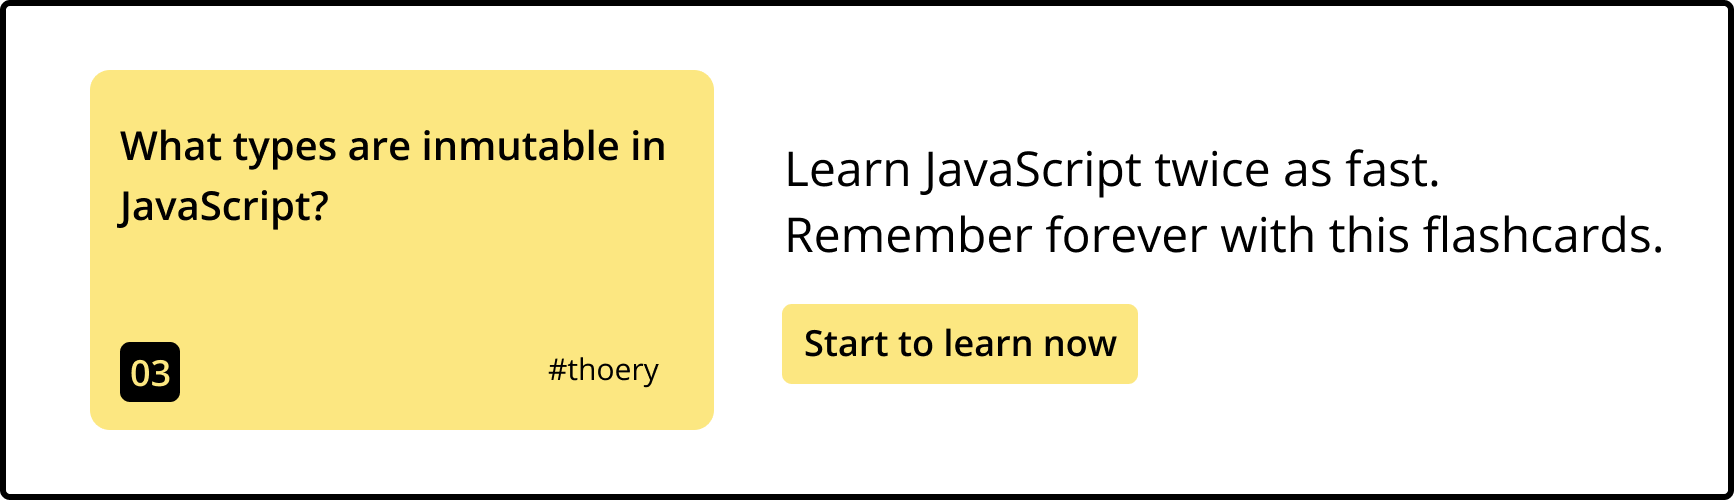 What types are inmutable in
JavaScript?
03
#thoery
Learn JavaScript twice as fast.
Remember forever with this flashcards.
Start to learn now